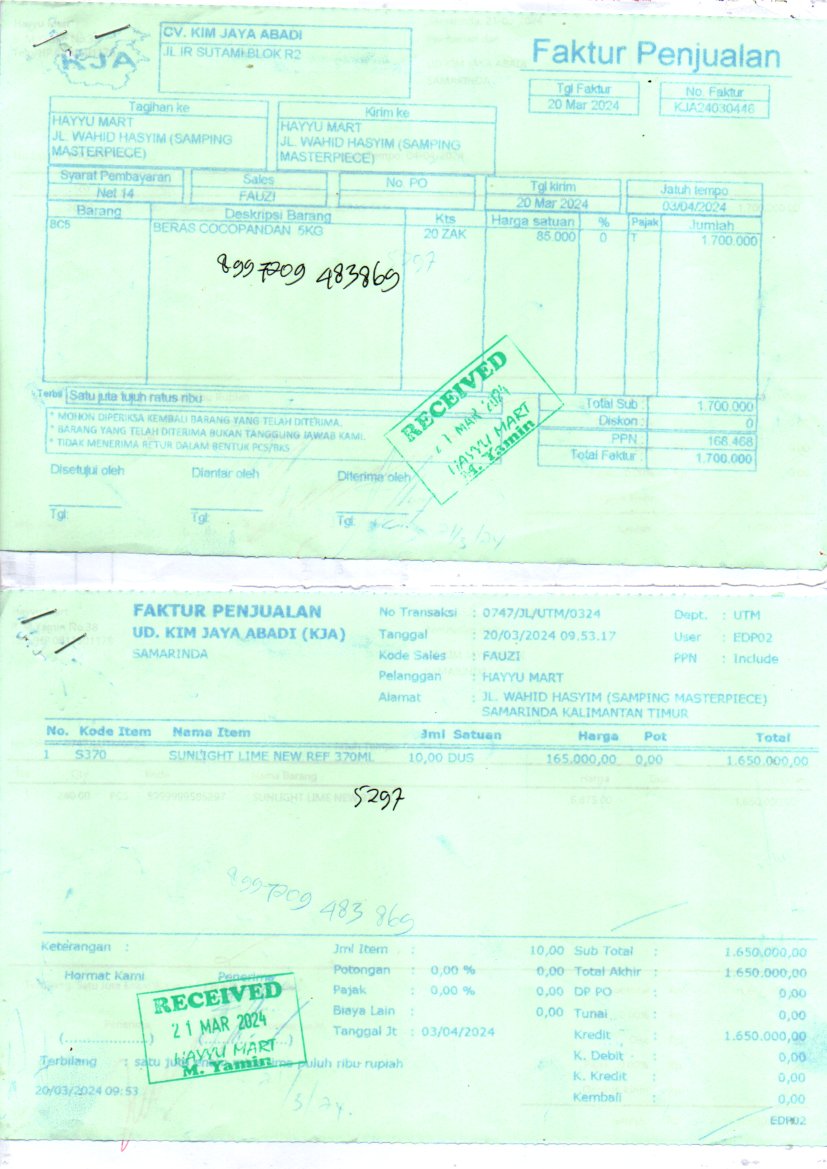 KJA
CV. KIM JAYA ABADI
JL IR SUTAMI BLOK R2
Faktur Penjualan
Tgl Faktur
20 Mar 2024
No. Faktur
KJA24030446
Tagihan ke
HAYYU MART
JL. WAHID HASYIM (SAMPING
MASTERPIECE)
Kirim ke
HAYYU MART
JL. WAHID HASYIM (SAMPING
MASTERPIECE)
Syarat Pembayaran
Net 14
Sales
FAUZI
No. PO
Tgl kirim
20 Mar 2024
Jatuh tempo
03/04/2024
Barang Deskripsi Barang Kts Harga satuan % Pajak Jumlah
BC5 BERAS COCOPANDAN 5KG 20 ZAK 85.000 0 T 1.700.000
8997209 483869
Satu juta tujuh ratus ribu
* MOHON DIPERIKSA KEMBALI BARANG YANG TELAH DITERIMA.
* BARANG YANG TELAH DITERIMA BUKAN TANGGUNG JAWAB KAMI.
* TIDAK MENERIMA RETUR DALAM BENTUK PCS/BKS
Total Sub : 1.700.000
Diskon : 0
PPN : 168.468
Total Faktur : 1.700.000
RECEIVED
21 MAR 2024
HAYYU MART
M. Yamin
Disetujui oleh Diantar oleh Diterima oleh
Tgl: Tgl: Tgl:
FAKTUR PENJUALAN
UD. KIM JAYA ABADI (KJA)
SAMARINDA
No Transaksi : 0747/JL/UTM/0324
Tanggal : 20/03/2024 09.53.17
Kode Sales : FAUZI
Pelanggan : HAYYU MART
Alamat : JL. WAHID HASYIM (SAMPING MASTERPIECE)
SAMARINDA KALIMANTAN TIMUR
Dept. : UTM
User : EDP02
PPN : Include
No. Kode Item Nama Item Jml Satuan Harga Pot Total
1 S370 SUNLIGHT LIME NEW REF 370ML 10,00 DUS 165.000,00 0,00 1.650.000,00
5297
8997209 483 869
Keterangan :
Hormat Kami Penerima
RECEIVED
21 MAR 2024
HAYYU MART
M. Yamin
Jml Item : 10,00
Potongan : 0,00 % 0,00
Pajak : 0,00 % 0,00
Biaya Lain : 0,00
Tanggal Jt : 03/04/2024
Sub Total : 1.650.000,00
Total Akhir : 1.650.000,00
DP PO : 0,00
Tunai : 0,00
Kredit : 1.650.000,00
K. Debit : 0,00
K. Kredit : 0,00
Kembali : 0,00
Terbilang : satu juta puluh ribu rupiah
20/03/2024 09:53
EDP02